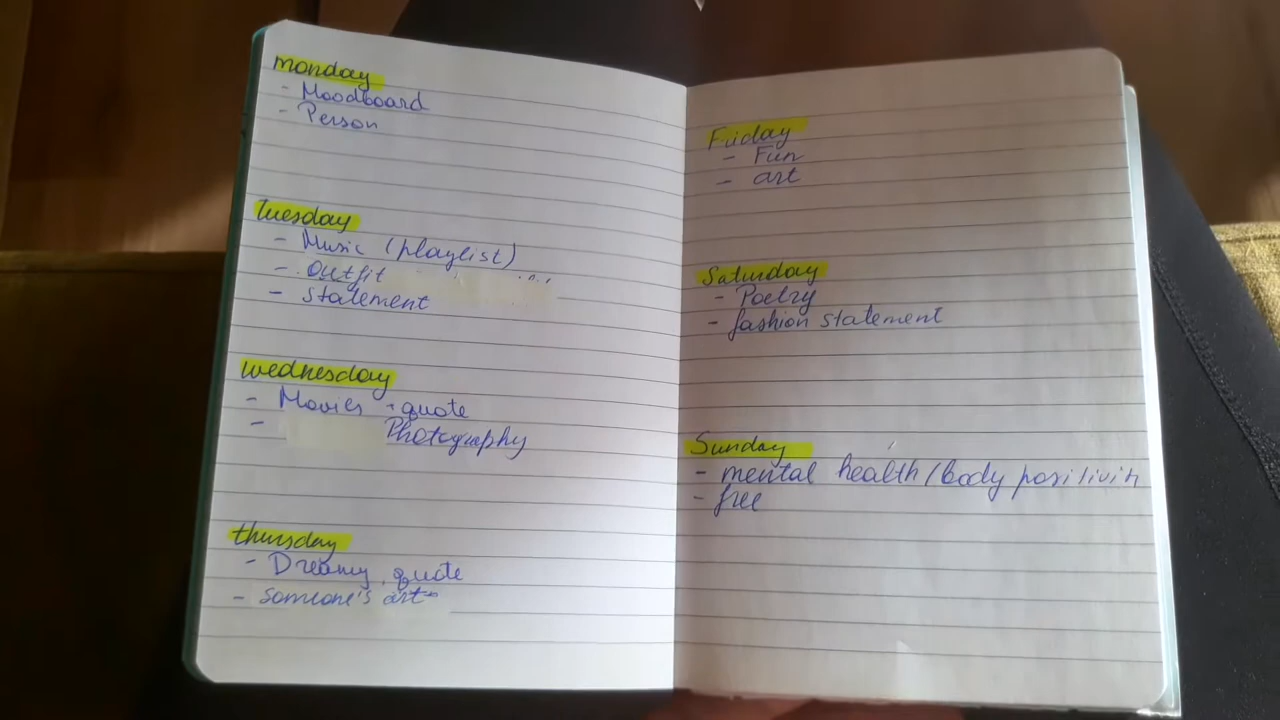 monday
- Moodboard
- Person
Tuesday
- Music (playlist)
- outfit
- statement
wednesday
- Movies - quote
- Photography
thursday
- Dreamy quote
- someone's art
Friday
- Fun
- art
Saturday
- Poetry
- fashion statement
Sunday
- mental health/body
- free